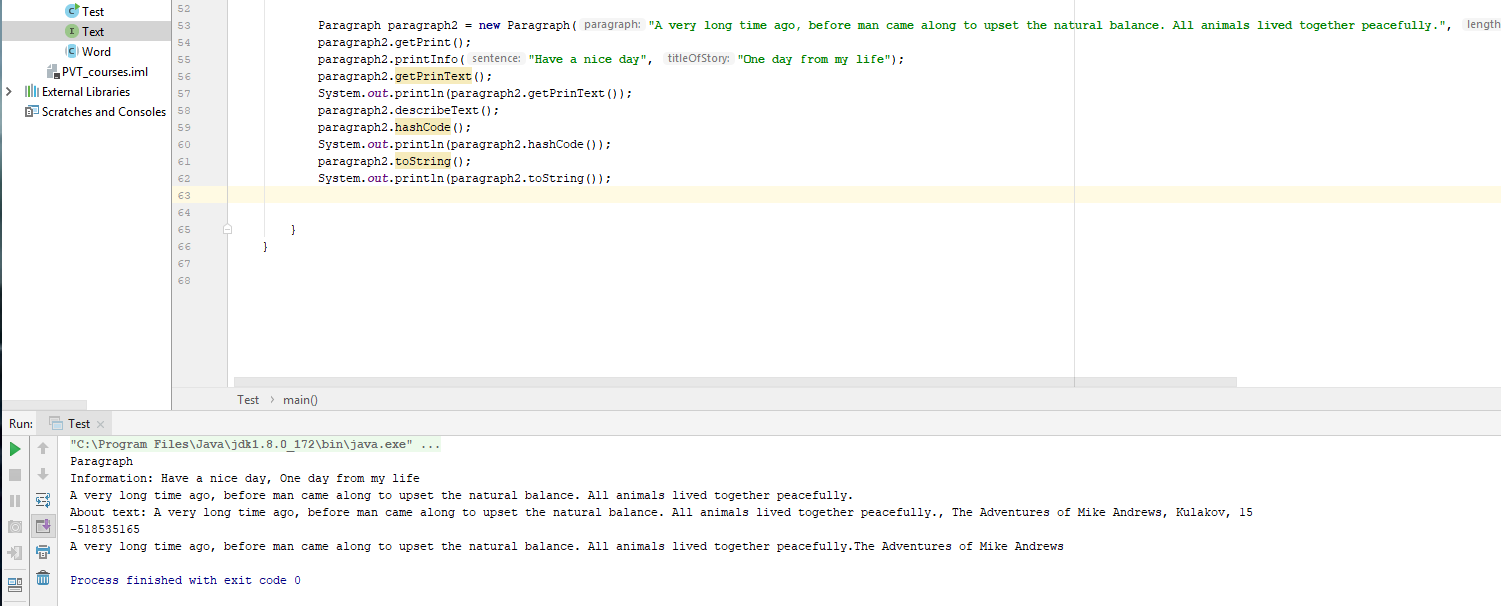 C Test
I Text
C Word
PVT_courses.iml
External Libraries
Scratches and Consoles
52
53 Paragraph paragraph2 = new Paragraph( paragraph: "A very long time ago, before man came along to upset the natural balance. All animals lived together peacefully.", length
54 paragraph2.getPrint();
55 paragraph2.printInfo( sentence: "Have a nice day", titleOfStory: "One day from my life");
56 paragraph2.getPrinText();
57 System.out.println(paragraph2.getPrinText());
58 paragraph2.describeText();
59 paragraph2.hashCode();
60 System.out.println(paragraph2.hashCode());
61 paragraph2.toString();
62 System.out.println(paragraph2.toString());
63
64
65 }
66 }
67
68
Test > main()
Run: Test ×
"C:\Program Files\Java\jdk1.8.0_172\bin\java.exe" ...
Paragraph
Information: Have a nice day, One day from my life
A very long time ago, before man came along to upset the natural balance. All animals lived together peacefully.
About text: A very long time ago, before man came along to upset the natural balance. All animals lived together peacefully., The Adventures of Mike Andrews, Kulakov, 15
-518535165
A very long time ago, before man came along to upset the natural balance. All animals lived together peacefully.The Adventures of Mike Andrews
Process finished with exit code 0